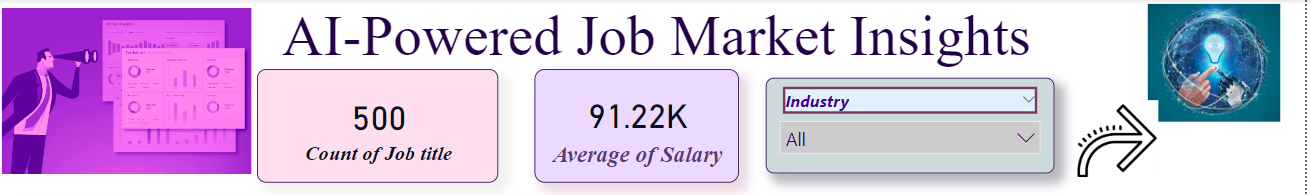 AI-Powered Job Market Insights
500
Count of Job title
91.22K
Average of Salary
Industry
All